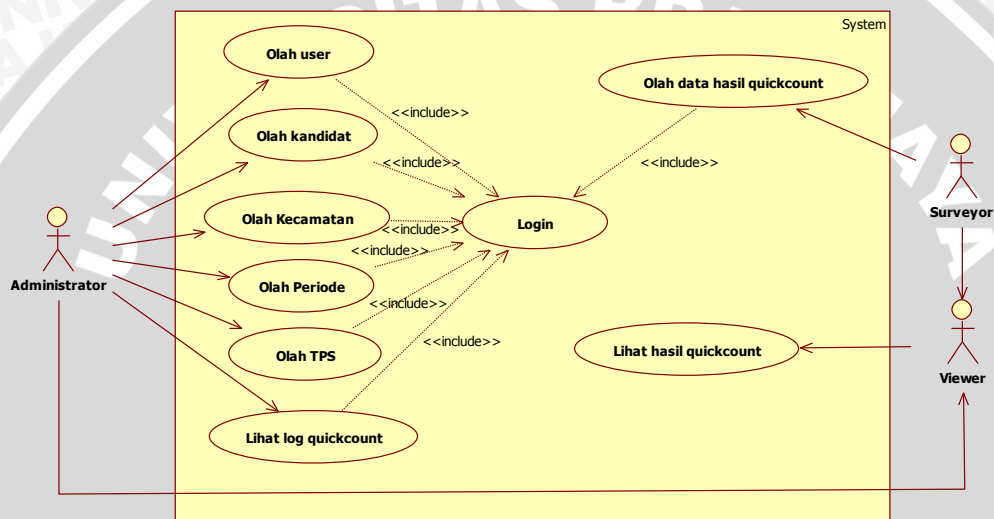 System
Olah user
Olah data hasil quickcount
<<include>>
Olah kandidat
<<include>>
<<include>>
Olah Kecamatan
Login
<<include>>
Surveyor
<<include>>
Administrator
Olah Periode
<<include>>
Olah TPS
<<include>>
Lihat hasil quickcount
Viewer
Lihat log quickcount